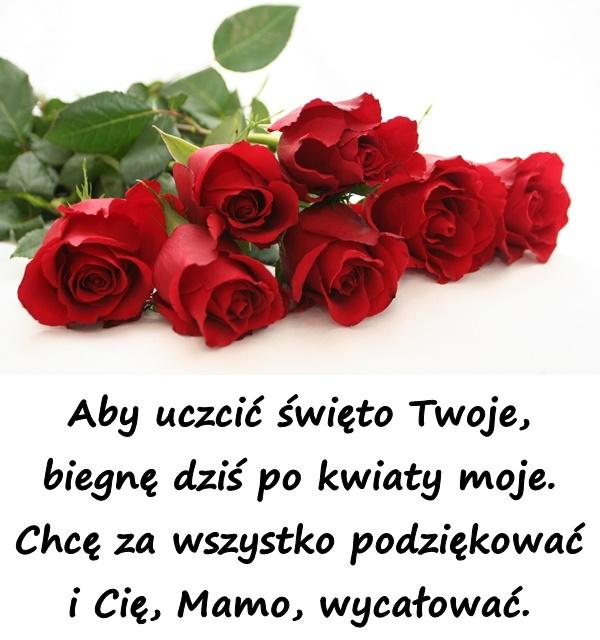 Aby uczcić święto Twoje,
biegnę dziś po kwiaty moje.
Chcę za wszystko podziękować
i Cię, Mamo, wycałować.